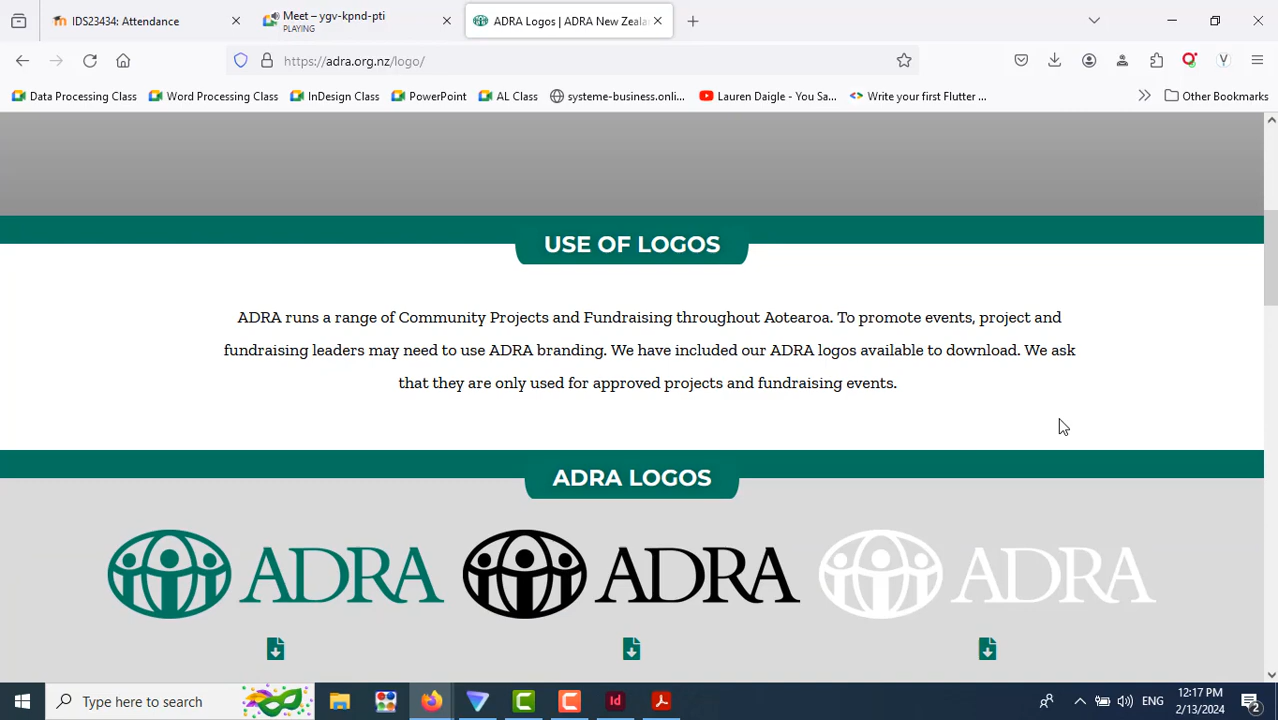 IDS23434: Attendance
Meet – ygv-kpnd-pti
PLAYING
ADRA Logos | ADRA New Zeala
https://adra.org.nz/logo/
Data Processing Class
Word Processing Class
InDesign Class
PowerPoint
AL Class
systeme-business.onli...
Lauren Daigle - You Sa...
Write your first Flutter ...
Other Bookmarks
USE OF LOGOS
ADRA runs a range of Community Projects and Fundraising throughout Aotearoa. To promote events, project and
fundraising leaders may need to use ADRA branding. We have included our ADRA logos available to download. We ask
that they are only used for approved projects and fundraising events.
ADRA LOGOS
ADRA
ADRA
ADRA
Type here to search
Id
ENG
12:17 PM
2/13/2024
2